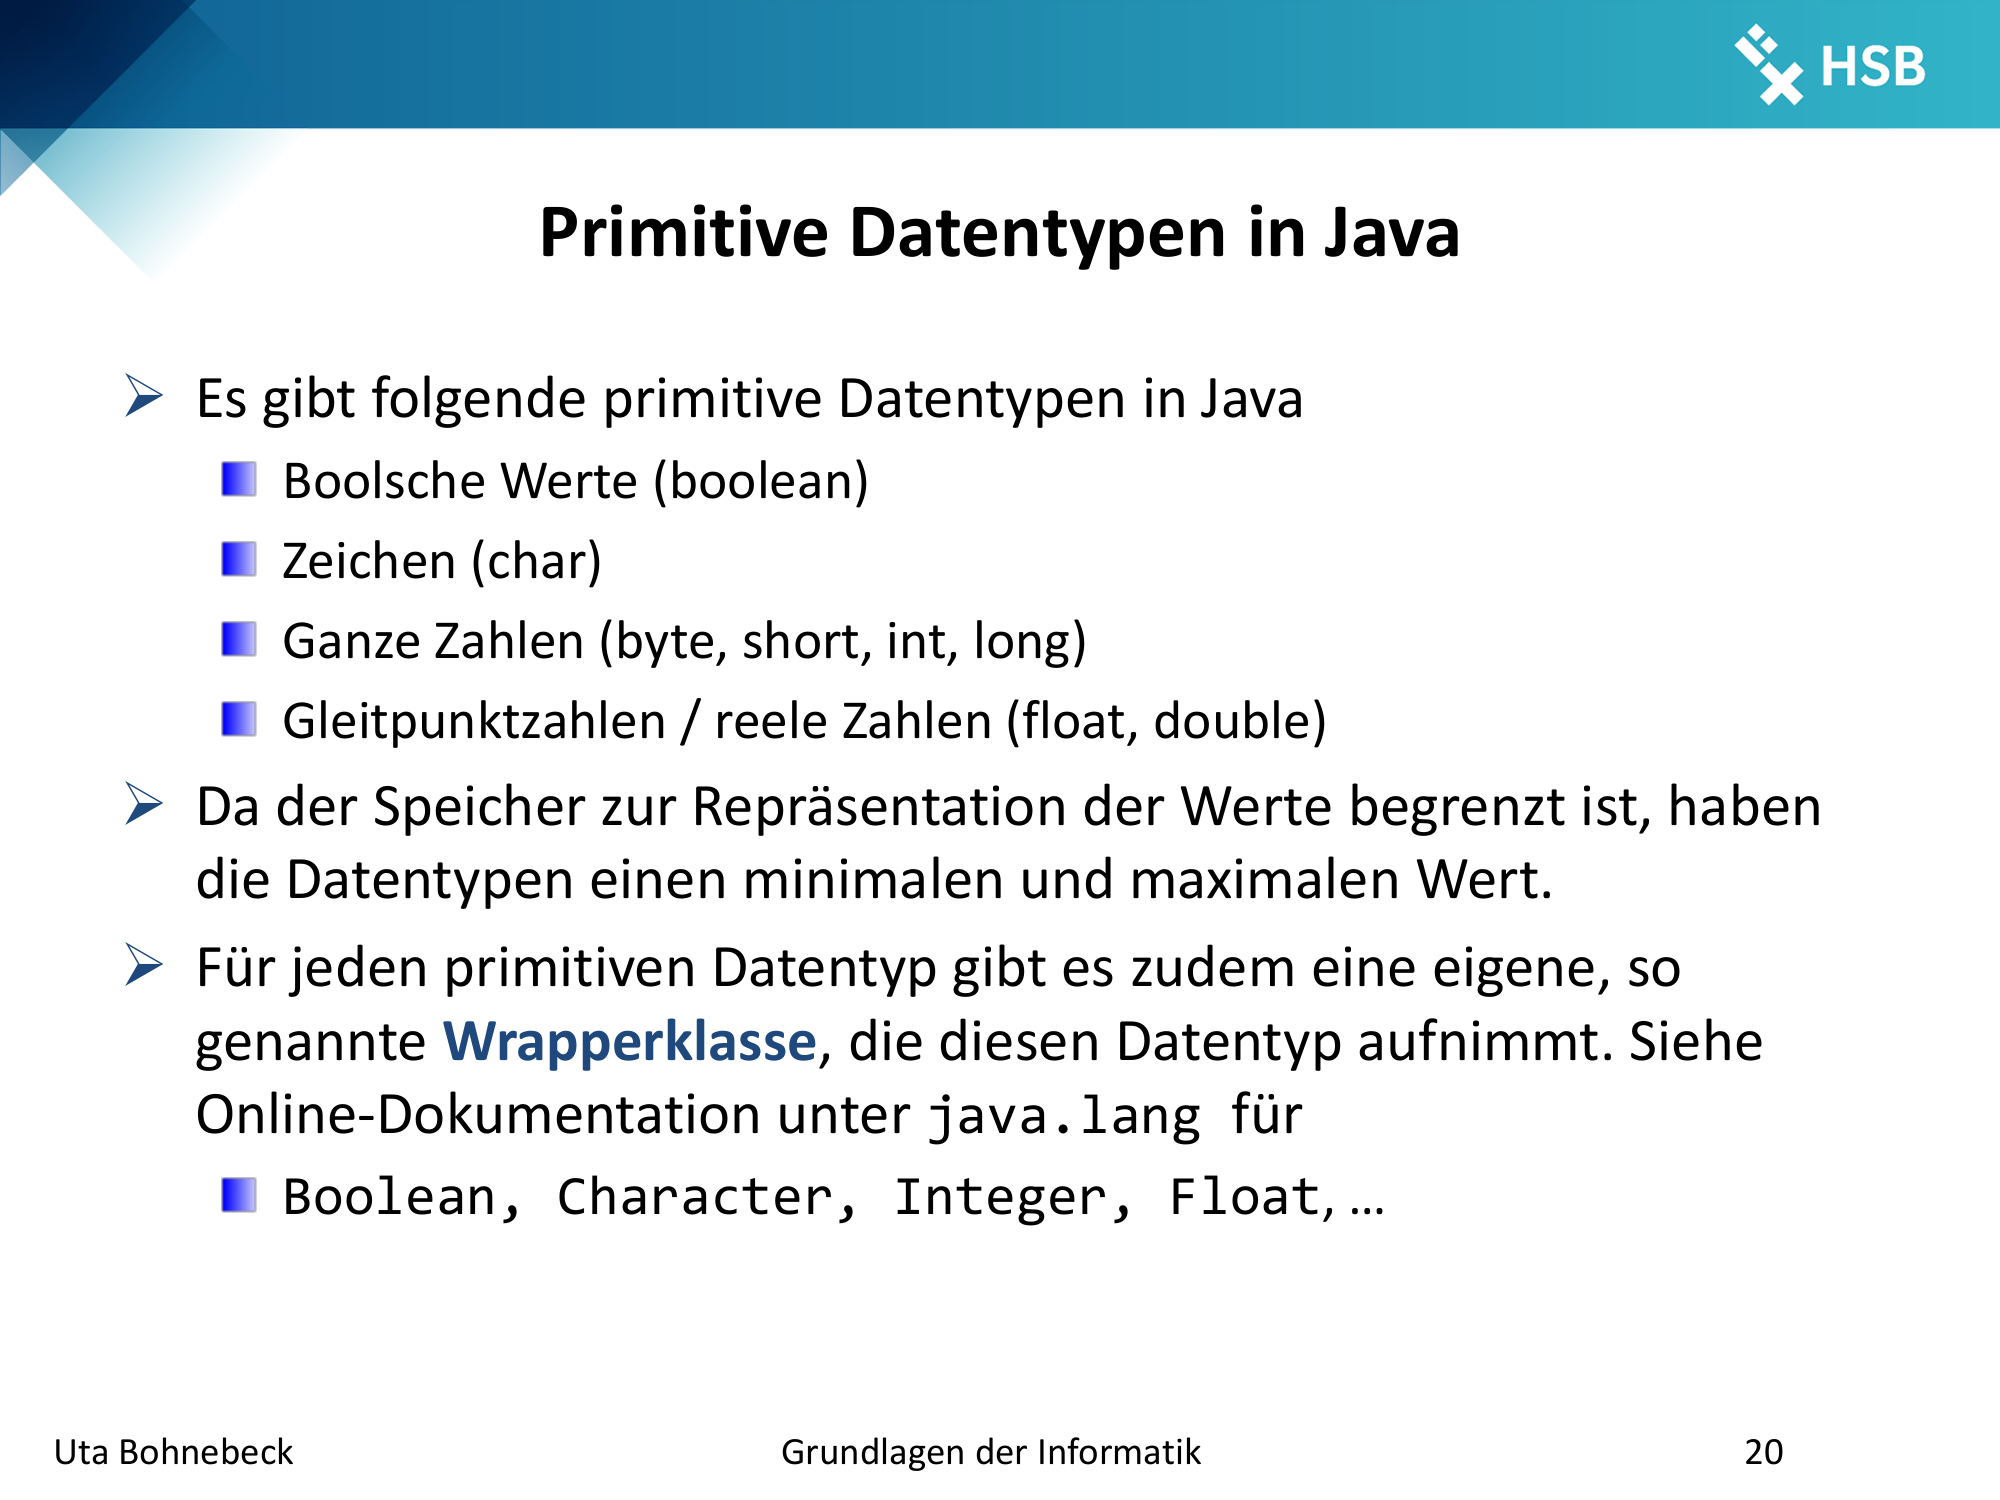 HSB
Primitive Datentypen in Java
Es gibt folgende primitive Datentypen in Java
Boolsche Werte (boolean)
Zeichen (char)
Ganze Zahlen (byte, short, int, long)
Gleitpunktzahlen / reele Zahlen (float, double)
Da der Speicher zur Repräsentation der Werte begrenzt ist, haben
die Datentypen einen minimalen und maximalen Wert.
Für jeden primitiven Datentyp gibt es zudem eine eigene, so
genannte Wrapperklasse, die diesen Datentyp aufnimmt. Siehe
Online-Dokumentation unter java.lang für
Boolean, Character, Integer, Float, …
Uta Bohnebeck
Grundlagen der Informatik
20